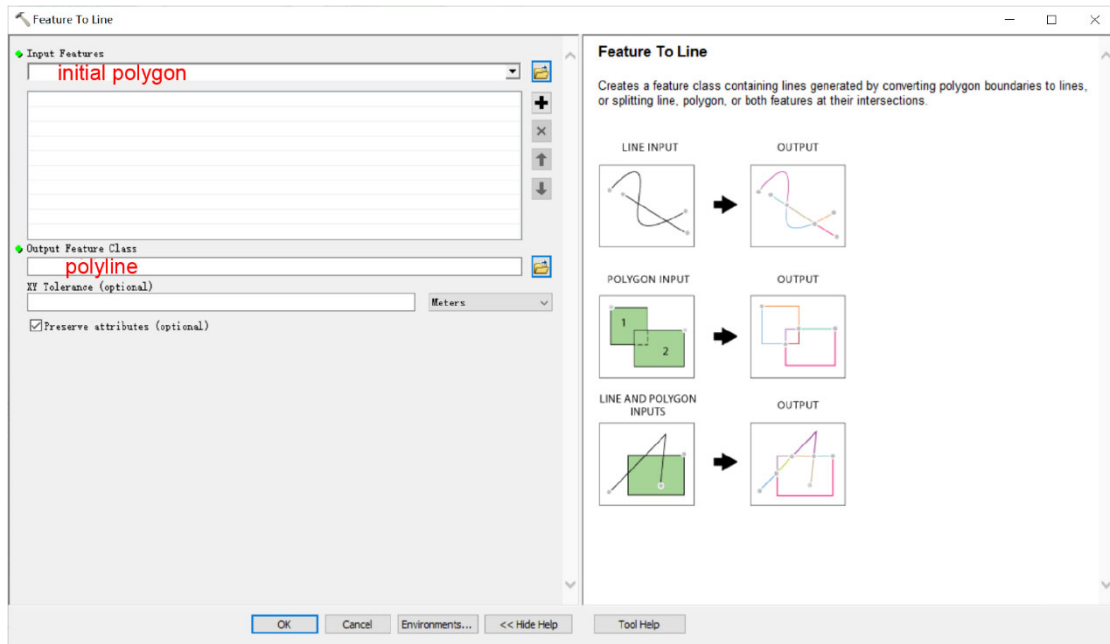 Feature To Line
Input Features
initial polygon
Output Feature Class
polyline
XY Tolerance (optional)
Meters
Preserve attributes (optional)
OK
Cancel
Environments...
<< Hide Help
Tool Help
Feature To Line
Creates a feature class containing lines generated by converting polygon boundaries to lines,
or splitting line, polygon, or both features at their intersections.
LINE INPUT
OUTPUT
POLYGON INPUT
OUTPUT
1
2
LINE AND POLYGON
INPUTS
OUTPUT